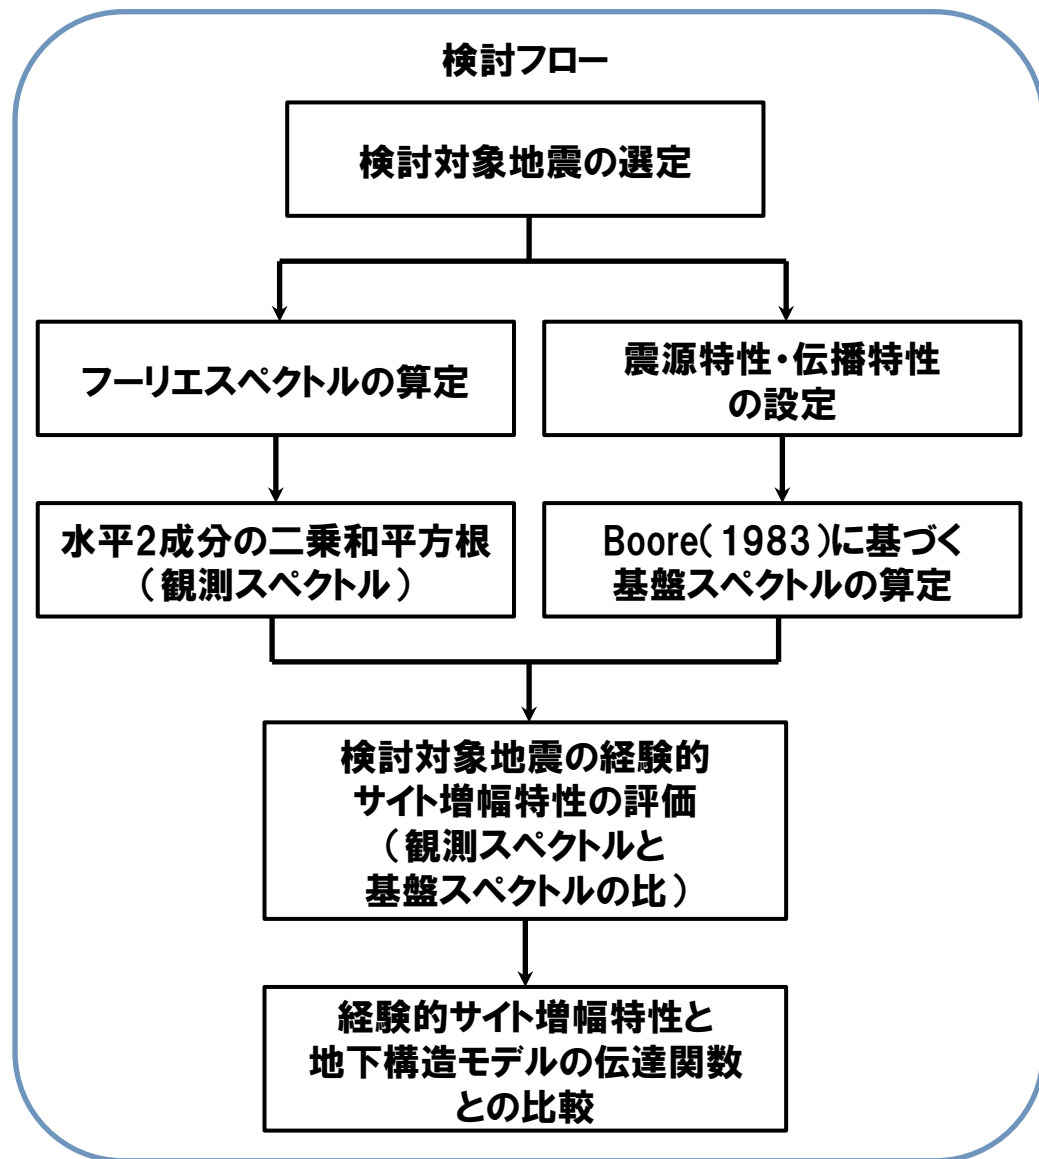 検討フロー
検討対象地震の選定
フーリエスペクトルの算定
震源特性・伝播特性
の設定
水平2成分の二乗和平方根
（観測スペクトル）
Boore（1983）に基づく
基盤スペクトルの算定
検討対象地震の経験的
サイト増幅特性の評価
（観測スペクトルと
基盤スペクトルの比）
経験的サイト増幅特性と
地下構造モデルの伝達関数
との比較